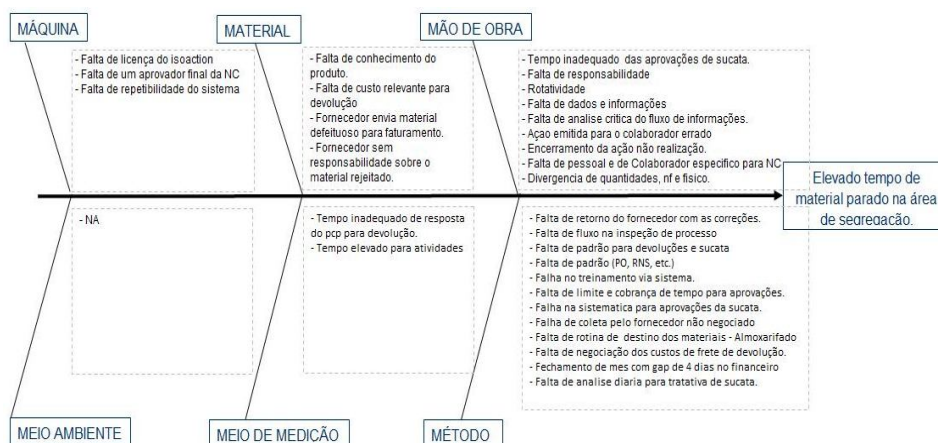 MÁQUINA
MATERIAL
MÃO DE OBRA
- Falta de licença do isoaction
- Falta de um aprovador final da NC
- Falta de repetibilidade do sistema
- Falta de conhecimento do
produto.
- Falta de custo relevante para
devolução
- Fornecedor envia material
defeituoso para faturamento.
- Fornecedor sem
responsabilidade sobre o
material rejeitado.
- Tempo inadequado das aprovações de sucata.
- Falta de responsabilidade
- Rotatividade
- Falta de dados e informações
- Falta de analise critica do fluxo de informações.
- Açao emitida para o colaborador errado
- Encerramento da ação não realização.
- Falta de pessoal e de Colaborador especifico para NC
- Divergencia de quantidades, nf e fisico.
Elevado tempo de
material parado na área
de segregação.
- NA
- Tempo inadequado de resposta
do pcp para devolução.
- Tempo elevado para atividades
- Falta de retorno do fornecedor com as correções.
- Falta de fluxo na inspeção de processo
- Falta de padrão para devoluções e sucata
- Falta de padrão (PO, RNS, etc.)
- Falha no treinamento via sistema.
- Falta de limite e cobrança de tempo para aprovações.
- Falha na sistematica para aprovações da sucata.
- Falha de coleta pelo fornecedor não negociado
- Falta de rotina de destino dos materiais - Almoxarifado
- Falta de negociação dos custos de frete de devolução.
- Fechamento de mes com gap de 4 dias no financeiro
- Falta de analise diaria para tratativa de sucata.
MEIO AMBIENTE
MEIO DE MEDIÇÃO
MÉTODO